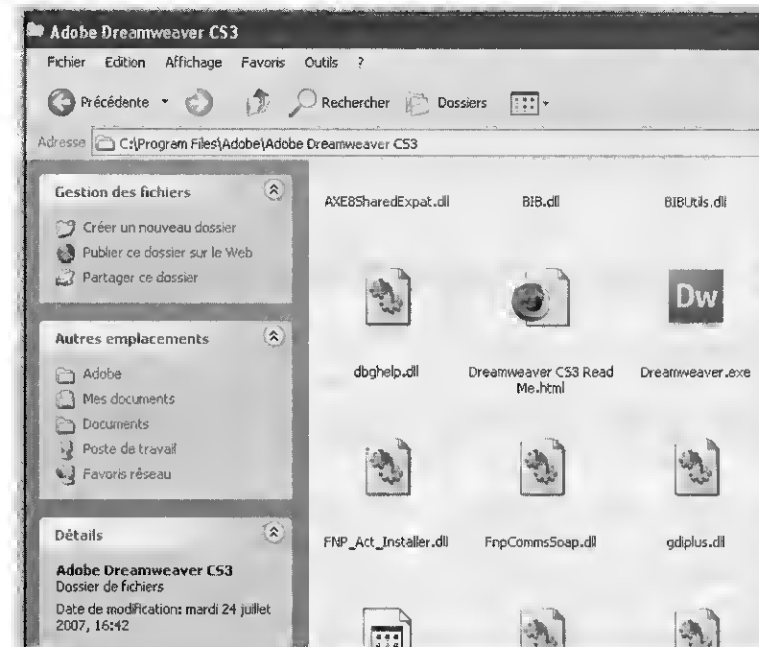 Adobe Dreamweaver CS3
Fichier Edition Affichage Favoris Outils ?
Précédente Rechercher Dossiers
Adresse C:\Program Files\Adobe\Adobe Dreamweaver CS3
Gestion des fichiers
Créer un nouveau dossier
Publier ce dossier sur le Web
Partager ce dossier
Autres emplacements
Adobe
Mes documents
Documents
Poste de travail
Favoris réseau
Détails
Adobe Dreamweaver CS3
Dossier de fichiers
Date de modification: mardi 24 juillet
2007, 16:42
AXE8SharedExpat.dll BIB.dll BIBUtils.dll
Dw
dbghelp.dll Dreamweaver CS3 Read Dreamweaver.exe
Me.html
FNP_Act_Installer.dll FnpCommsSoap.dll gdiplus.dll